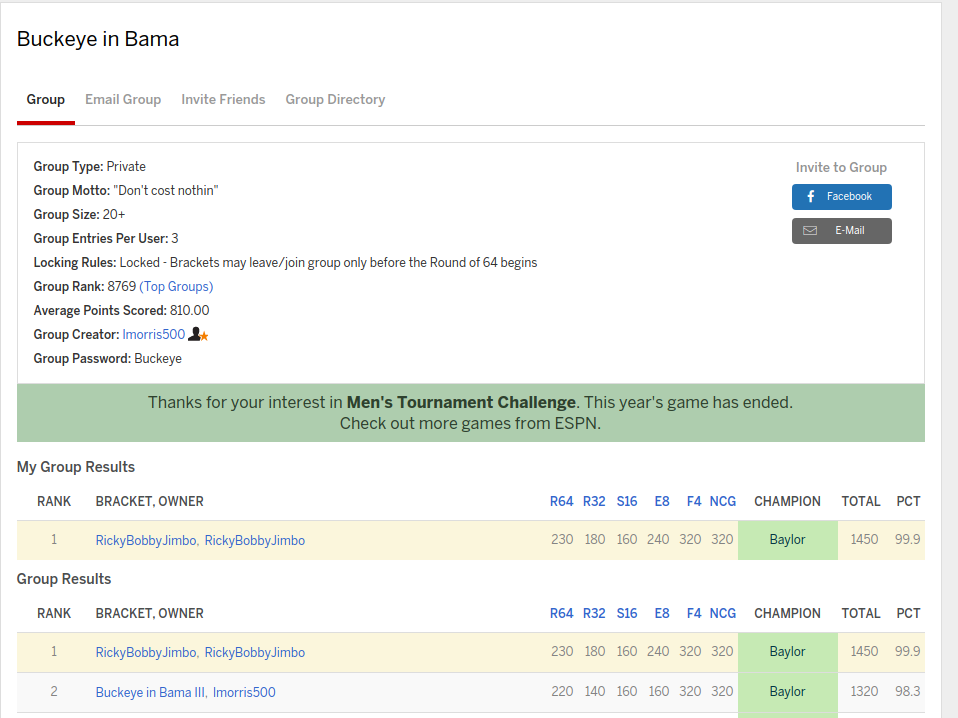 Buckeye in Bama
Group Email Group Invite Friends Group Directory
Group Type: Private
Group Motto: "Don't cost nothin"
Group Size: 20+
Group Entries Per User: 3
Locking Rules: Locked - Brackets may leave/join group only before the Round of 64 begins
Group Rank: 8769 (Top Groups)
Average Points Scored: 810.00
Group Creator: lmorris500
Group Password: Buckeye
Invite to Group
Facebook
E-Mail
Thanks for your interest in Men's Tournament Challenge. This year's game has ended.
Check out more games from ESPN.
My Group Results
RANK BRACKET, OWNER R64 R32 S16 E8 F4 NCG CHAMPION TOTAL PCT
1 RickyBobbyJimbo, RickyBobbyJimbo 230 180 160 240 320 320 Baylor 1450 99.9
Group Results
RANK BRACKET, OWNER R64 R32 S16 E8 F4 NCG CHAMPION TOTAL PCT
1 RickyBobbyJimbo, RickyBobbyJimbo 230 180 160 240 320 320 Baylor 1450 99.9
2 Buckeye in Bama III, lmorris500 220 140 160 160 320 320 Baylor 1320 98.3